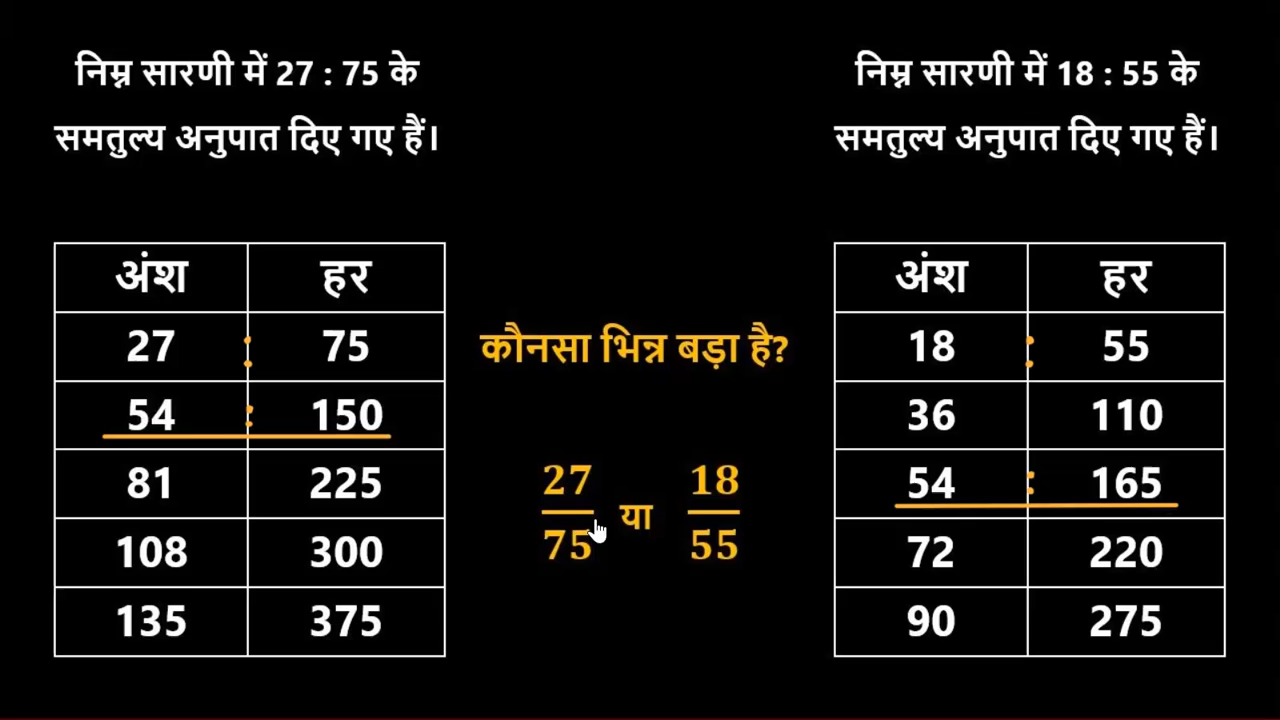 निम्न सारणी में 27 : 75 के
समतुल्य अनुपात दिए गए हैं।
अंश हर
27 : 75
54 : 150
81 225
108 300
135 375
कौनसा भिन्न बड़ा है?
27/75 या 18/55
निम्न सारणी में 18 : 55 के
समतुल्य अनुपात दिए गए हैं।
अंश हर
18 : 55
36 110
54 : 165
72 220
90 275